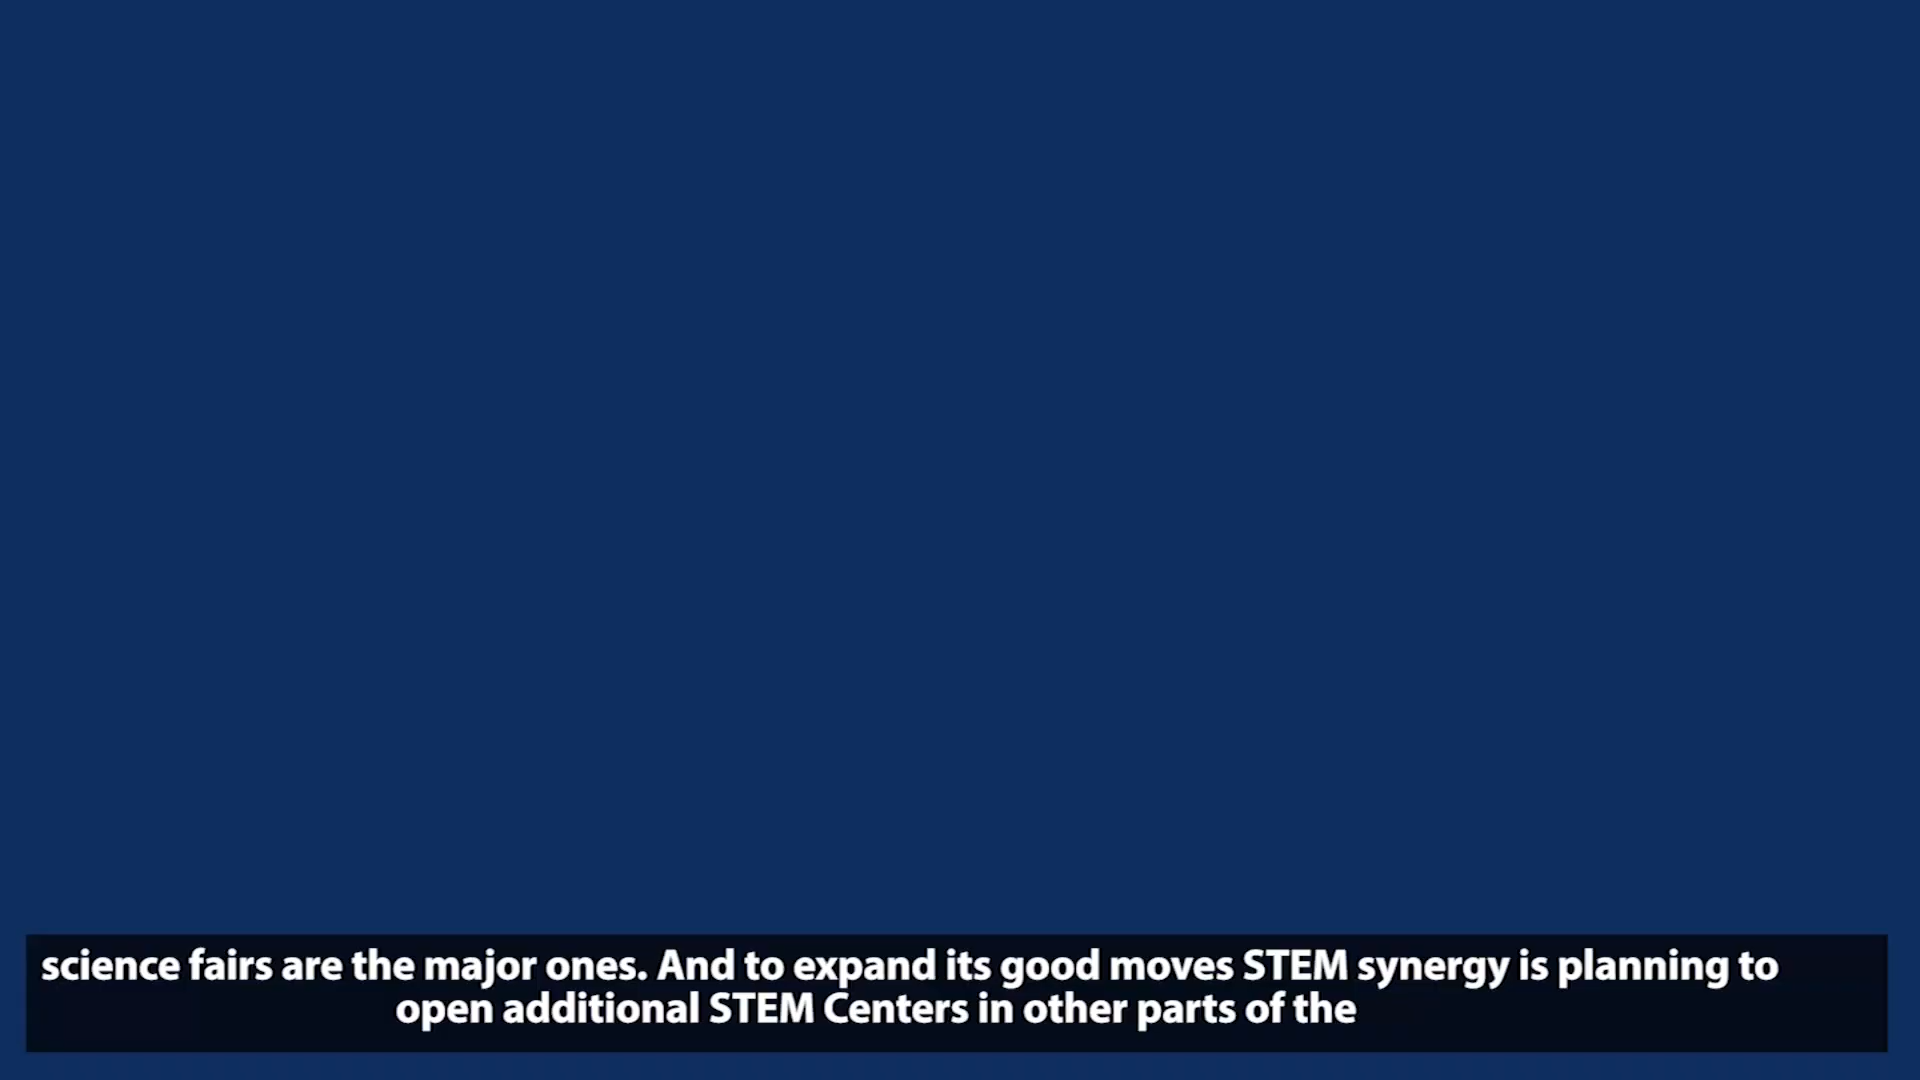 science fairs are the major ones. And to expand its good moves STEM synergy is planning to
open additional STEM Centers in other parts of the